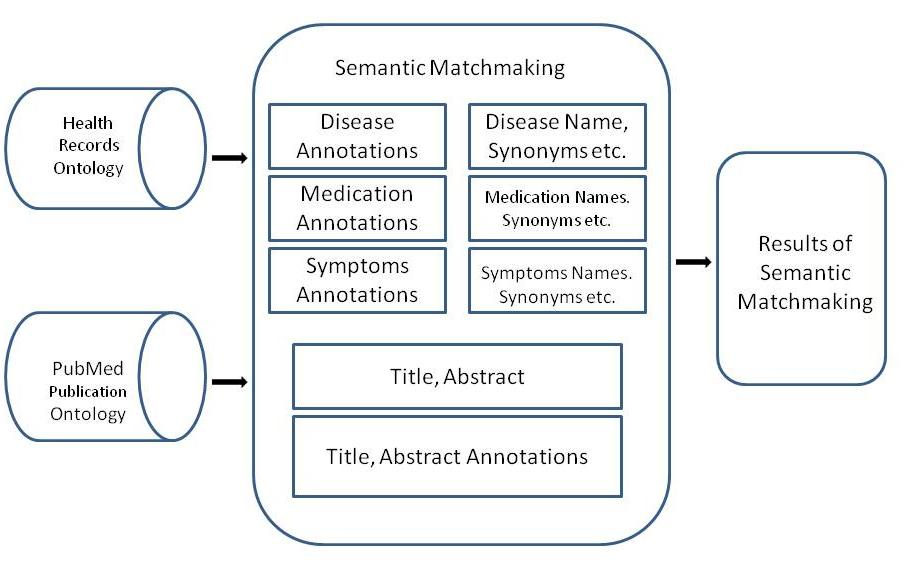 Health
Records
Ontology
PubMed
Publication
Ontology
Semantic Matchmaking
Disease
Annotations
Disease Name,
Synonyms etc.
Medication
Annotations
Medication Names.
Synonyms etc.
Symptoms
Annotations
Symptoms Names.
Synonyms etc.
Title, Abstract
Title, Abstract Annotations
Results of
Semantic
Matchmaking